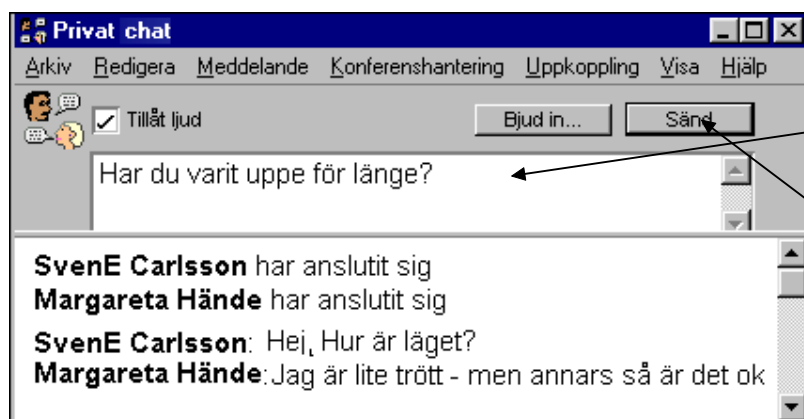 Privat chat
Arkiv Redigera Meddelande Konferenshantering Uppkoppling Visa Hjälp
Tillåt ljud Bjud in... Sänd
Har du varit uppe för länge?
SvenE Carlsson har anslutit sig
Margareta Hände har anslutit sig
SvenE Carlsson: Hej, Hur är läget?
Margareta Hände: Jag är lite trött - men annars så är det ok